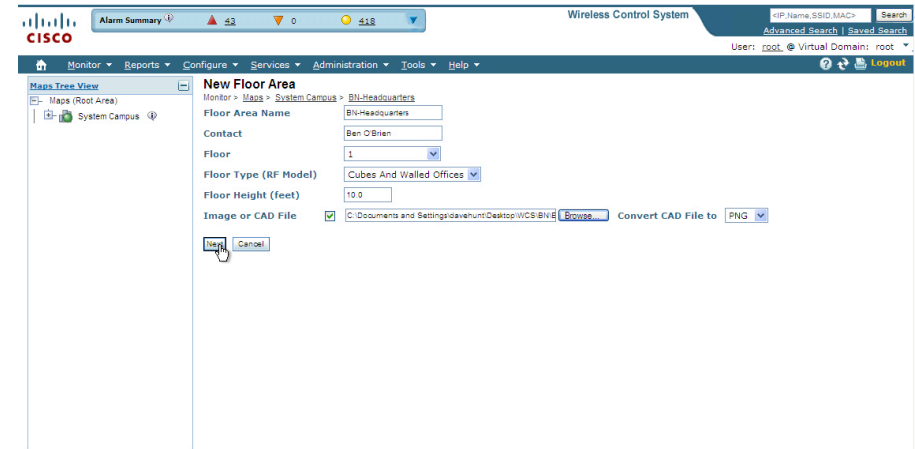 Alarm Summary 43 0 418
Wireless Control System
<IP,Name,SSID,MAC> Search
CISCO
Advanced Search | Saved Search
User: root @ Virtual Domain: root
Monitor Reports Configure Services Administration Tools Help Logout
Maps Tree View
Maps (Root Area)
System Campus
New Floor Area
Monitor > Maps > System Campus > BN-Headquarters
Floor Area Name BN-Headquarters
Contact Ben O'Brien
Floor 1
Floor Type (RF Model) Cubes And Walled Offices
Floor Height (feet) 10.0
Image or CAD File C:\Documents and Settings\davehunt\Desktop\WCS\BN\E Browse... Convert CAD File to PNG
Next Cancel